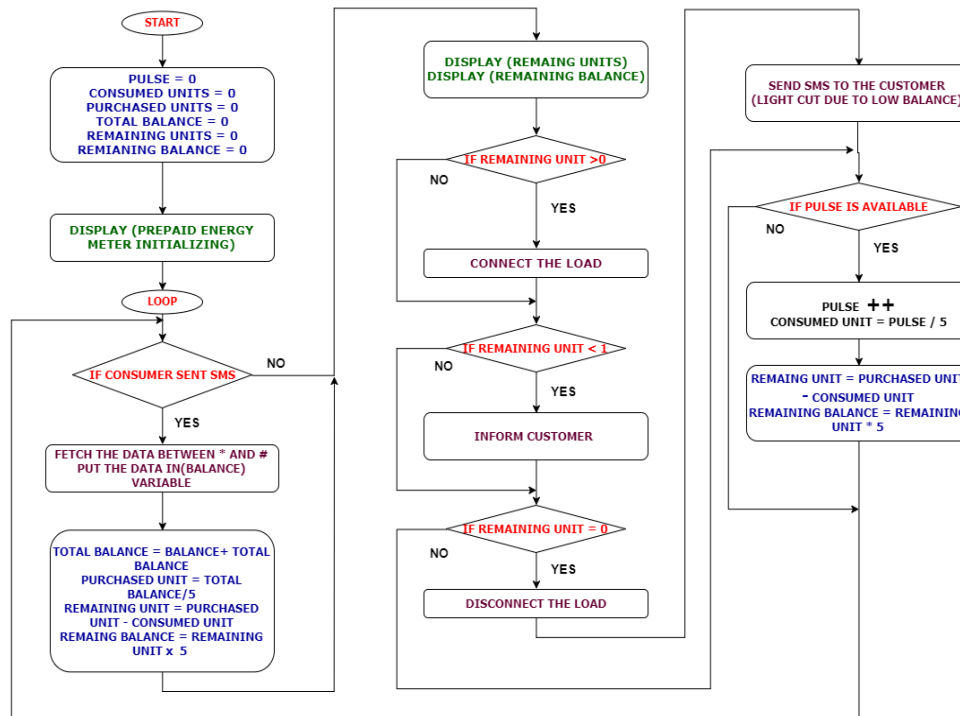 START
PULSE = 0
CONSUMED UNITS = 0
PURCHASED UNITS = 0
TOTAL BALANCE = 0
REMAINING UNITS = 0
REMIANING BALANCE = 0
DISPLAY (PREPAID ENERGY
METER INITIALIZING)
LOOP
IF CONSUMER SENT SMS
NO
YES
FETCH THE DATA BETWEEN * AND #
PUT THE DATA IN(BALANCE)
VARIABLE
TOTAL BALANCE = BALANCE+ TOTAL
BALANCE
PURCHASED UNIT = TOTAL
BALANCE/5
REMAINING UNIT = PURCHASED
UNIT - CONSUMED UNIT
REMAING BALANCE = REMAINING
UNIT x 5
DISPLAY (REMAING UNITS)
DISPLAY (REMAINING BALANCE)
IF REMAINING UNIT >0
NO
YES
CONNECT THE LOAD
IF REMAINING UNIT < 1
NO
YES
INFORM CUSTOMER
IF REMAINING UNIT = 0
NO
YES
DISCONNECT THE LOAD
SEND SMS TO THE CUSTOMER
(LIGHT CUT DUE TO LOW BALANCE)
IF PULSE IS AVAILABLE
NO
YES
PULSE ++
CONSUMED UNIT = PULSE / 5
REMAING UNIT = PURCHASED UNIT
- CONSUMED UNIT
REMAINING BALANCE = REMAINING
UNIT * 5